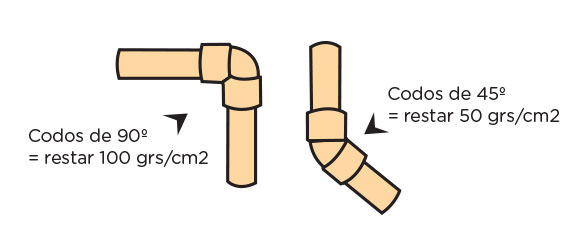 Codos de 90º
= restar 100 grs/cm2
Codos de 45º
= restar 50 grs/cm2